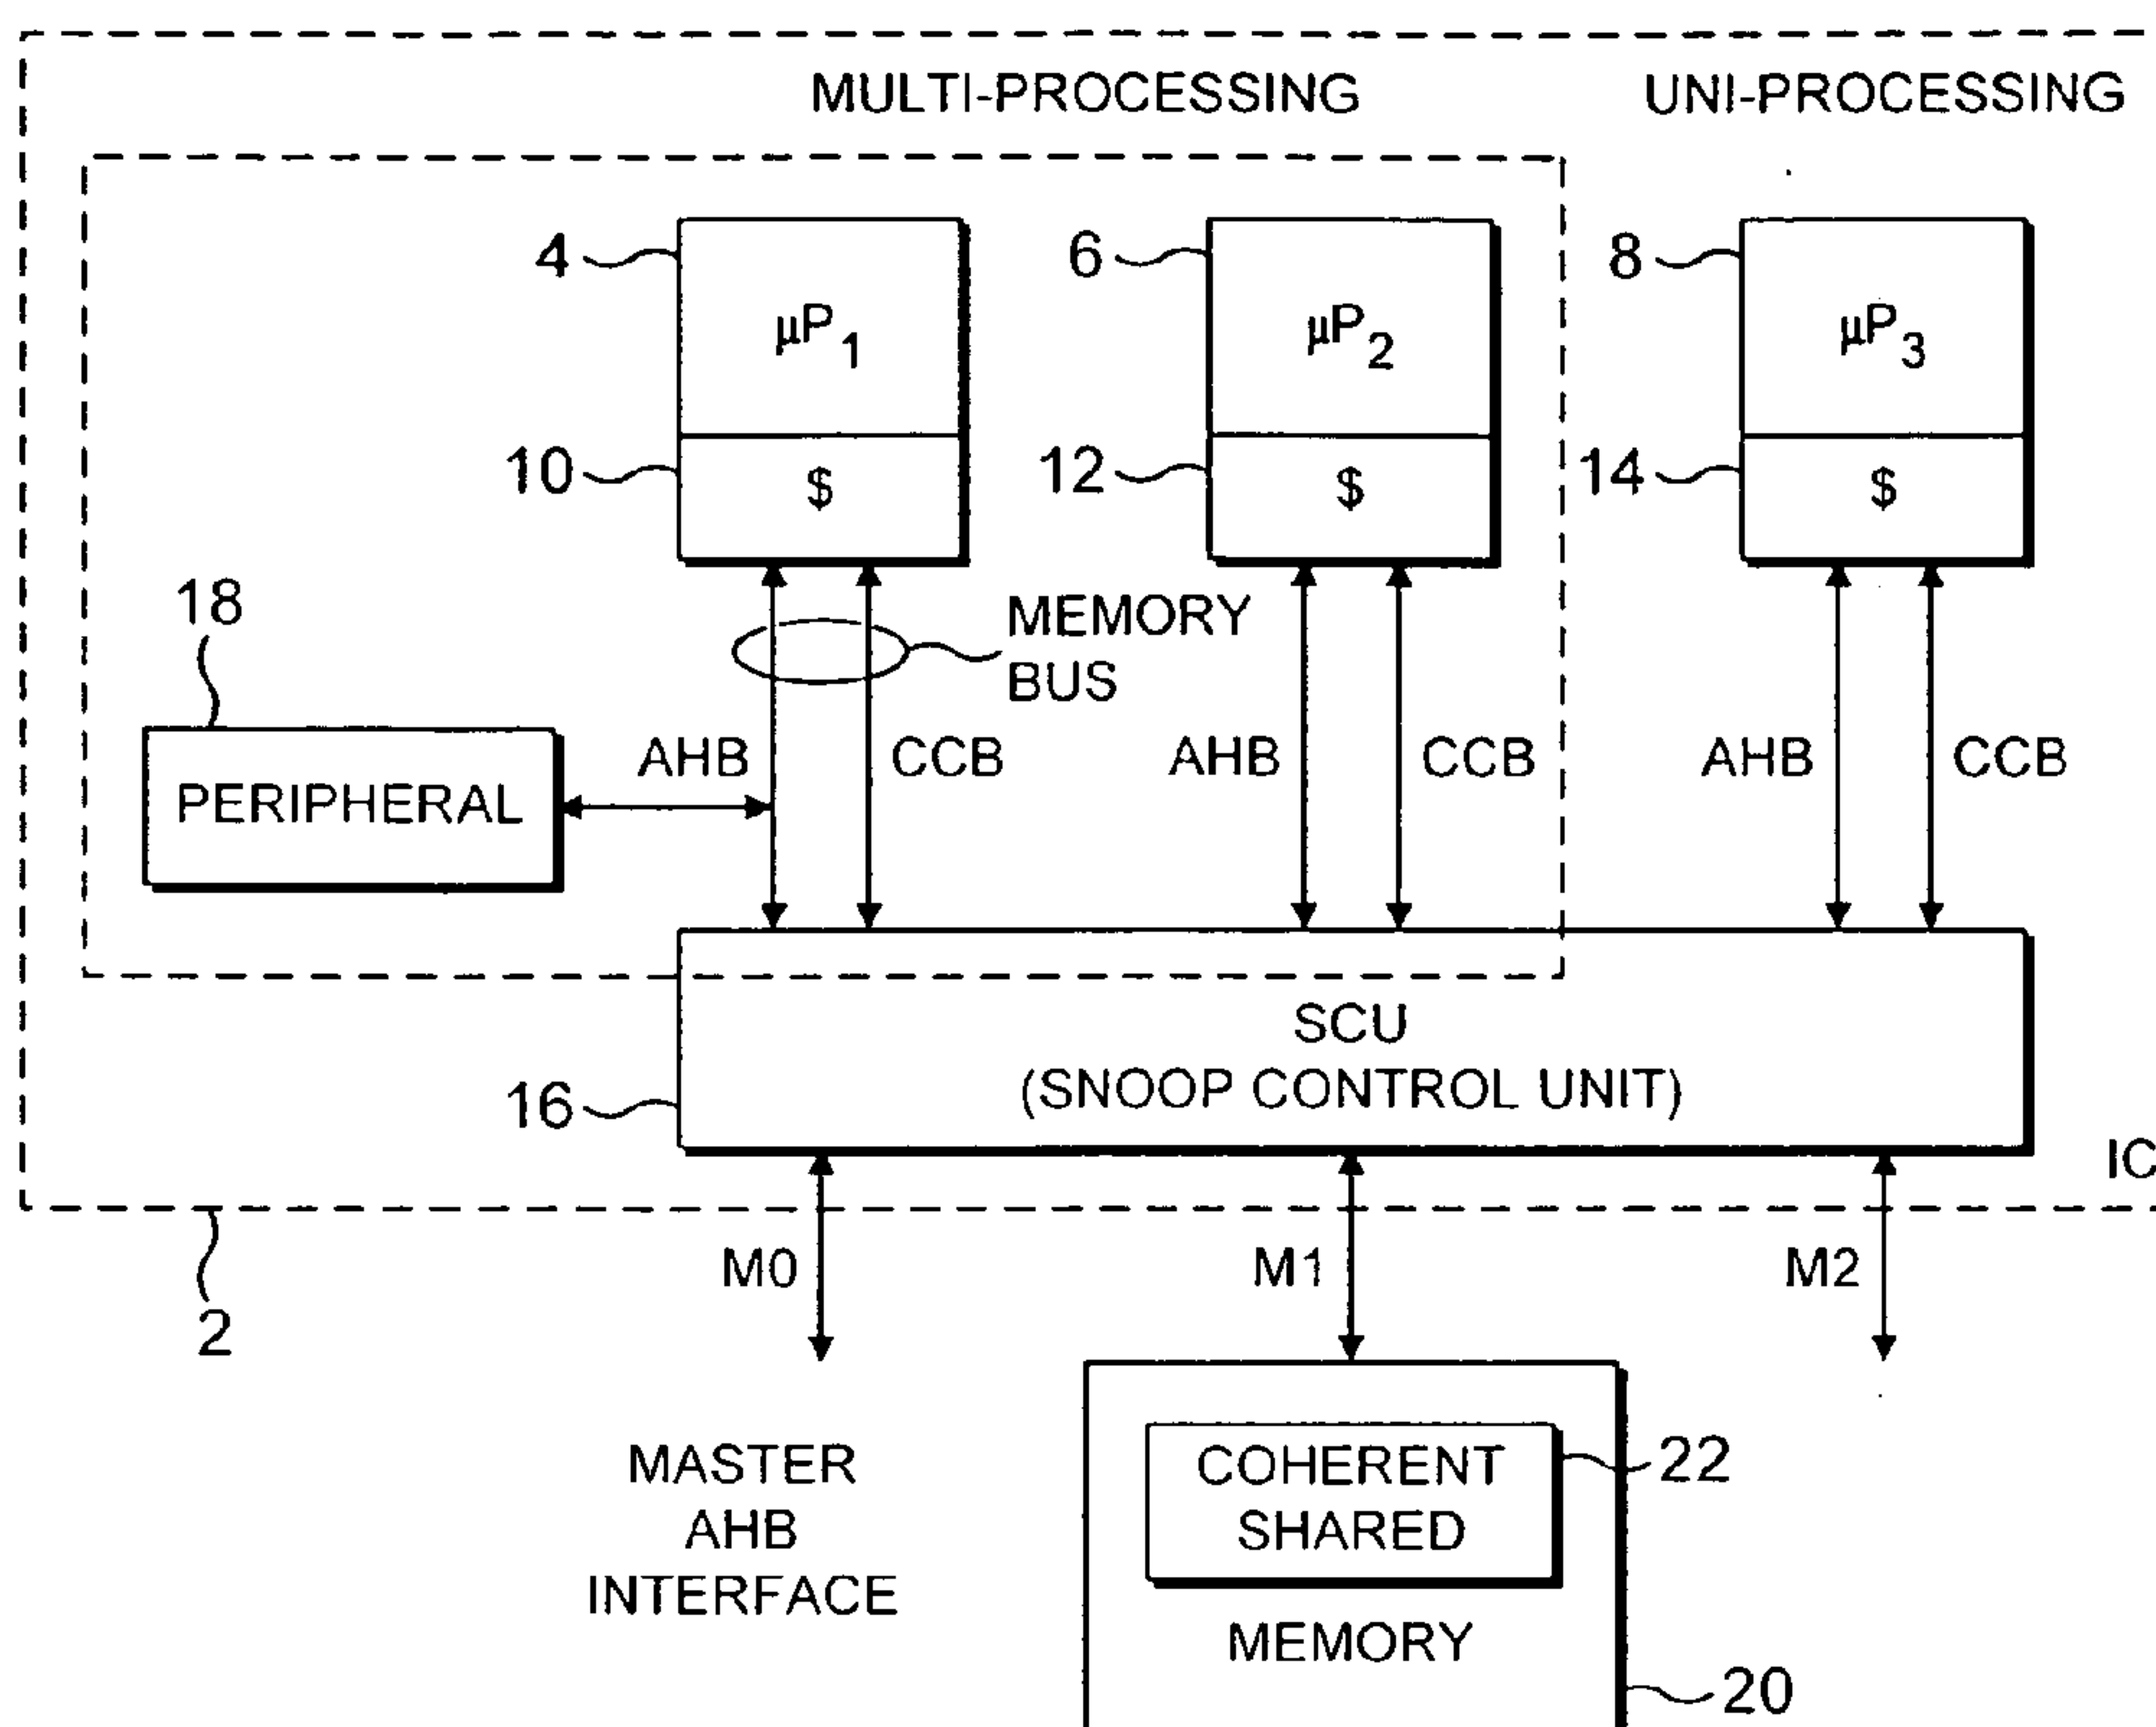 MULTI-PROCESSING UNI-PROCESSING
4 6 8
µP1 µP2 µP3
10 12 14
$ $ $
18
MEMORY
BUS
AHB CCB AHB CCB AHB CCB
PERIPHERAL
SCU
(SNOOP CONTROL UNIT)
16
IC
M0 M1 M2
2
MASTER
AHB
INTERFACE
COHERENT
SHARED
22
MEMORY
20